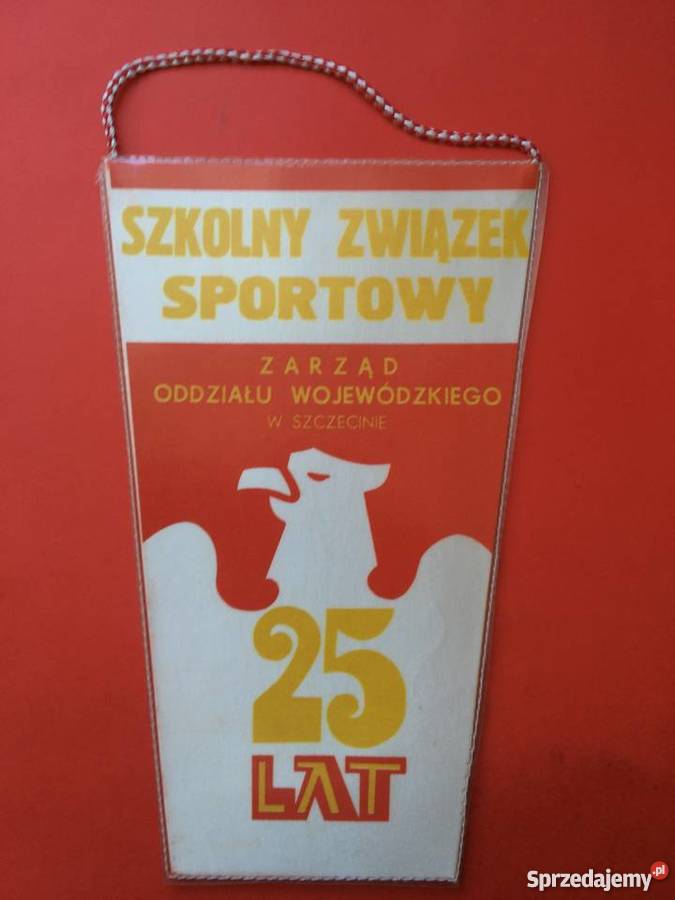 SZKOLNY ZWIĄZEK
SPORTOWY
ZARZĄD
ODDZIAŁU WOJEWÓDZKIEGO
W SZCZECINIE
25
LAT
Sprzedajemy.pl